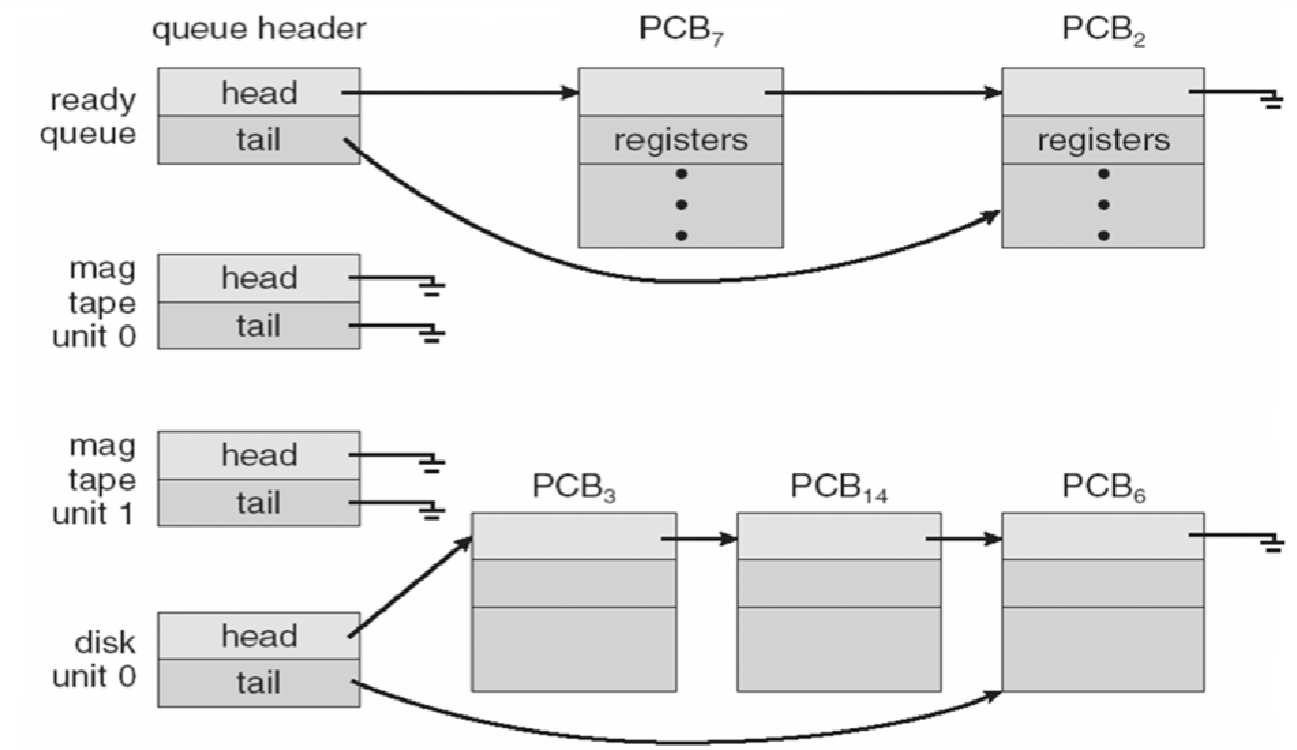 queue header
PCB7
PCB2
ready
queue
head
tail
registers
registers
mag
tape
unit 0
head
tail
mag
tape
unit 1
head
tail
PCB3
PCB14
PCB6
disk
unit 0
head
tail